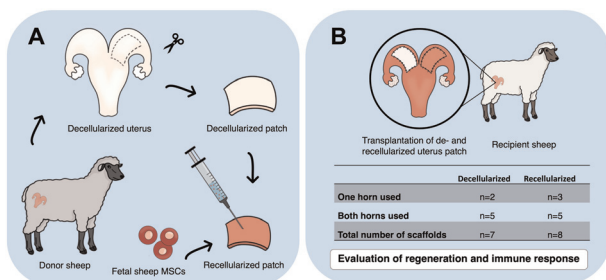 A
Decellularized uterus
Decellularized patch
Donor sheep
Fetal sheep MSCs
Recellularized patch
B
Transplantation of de- and
recellularized uterus patch
Recipient sheep
Decellularized Recellularized
One horn used n=2 n=3
Both horns used n=5 n=5
Total number of scaffolds n=7 n=8
Evaluation of regeneration and immune response